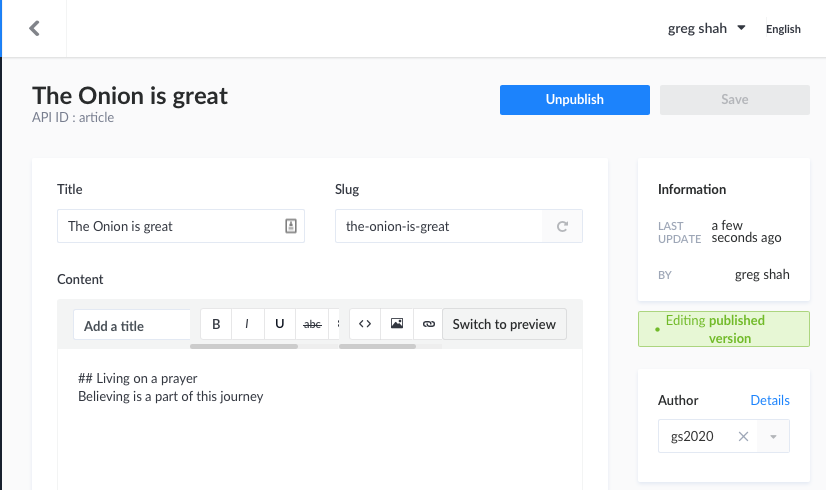 greg shah
English
The Onion is great
API ID : article
Unpublish
Save
Title
The Onion is great
Slug
the-onion-is-great
Content
Add a title
B I U abc
Switch to preview
## Living on a prayer
Believing is a part of this journey
Information
LAST UPDATE
a few seconds ago
BY
greg shah
Editing published
version
Author
Details
gs2020